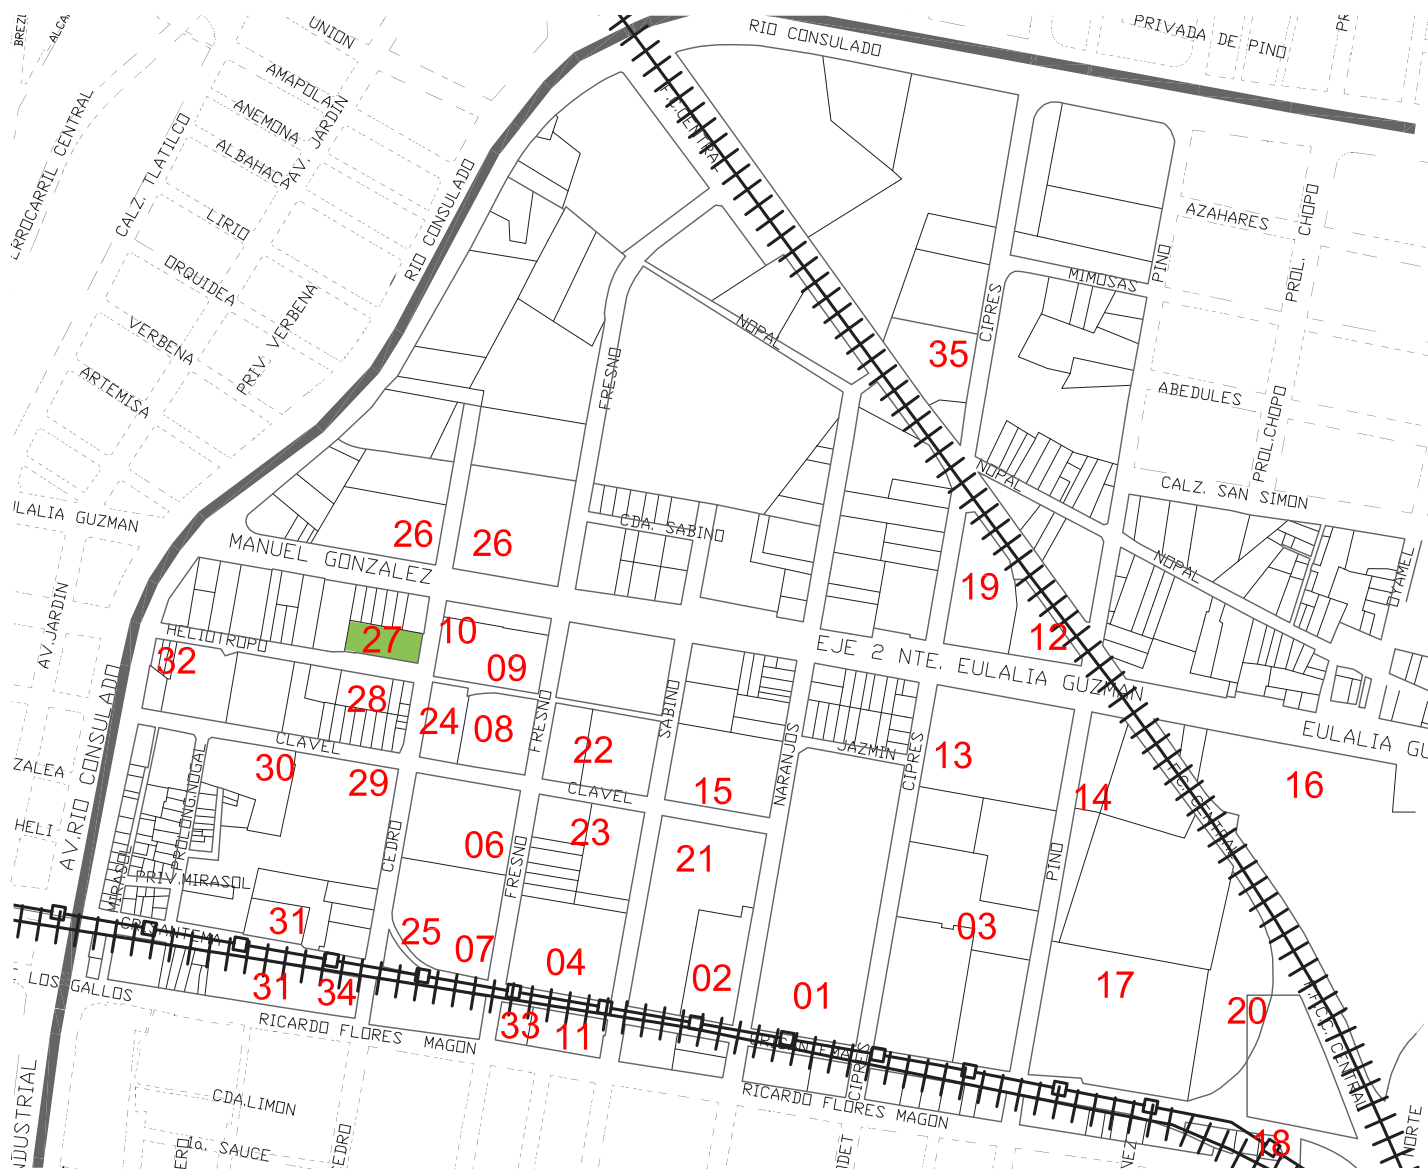 UNION
RIO CONSULADO
PRIVADA DE PINO
AMAPOLA
ANEMONA
AV. JARDIN
ALBAHACA
CALZ. TLATILCO
F.C. CENTRAL
LIRIO
RIO CONSULADO
ORQUIDEA
PRIV. VERBENA
VERBENA
ARTEMISA
AZAHARES
PROL. CHOPO
PINO
MIMOSAS
CIPRES
NOPAL
35
FRESNO
ABEDULES
PROL.CHOPO
NOPAL
CALZ. SAN SIMON
ILALIA GUZMAN
MANUEL GONZALEZ
26
26
CDA. SABINO
NOPAL
OYAMEL
19
AV.JARDIN
HELIOTROPO
32
27
10
09
12
EJE 2 NTE. EULALIA GUZMAN
28
24
08
FRESNO
22
SABINO
NARANJOS
JAZMIN
CIPRES
13
EULALIA GU
ZALEA
AV.RIO CONSULADO
CLAVEL
30
29
CLAVEL
15
14
16
HELI
PROLONG.NOGAL
CEDRO
06
FRESNO
23
21
PINO
MIRASOL
PRIV.MIRASOL
CRISANTEMA
31
25
07
04
02
01
03
17
20
LOS GALLOS
31
34
RICARDO FLORES MAGON
33
11
CIPRES
RICARDO FLORES MAGON
F.C.C. CENTRAL
NDUSTRIAL
CDA.LIMON
1a. SAUCE
CEDRO
18
NORTE